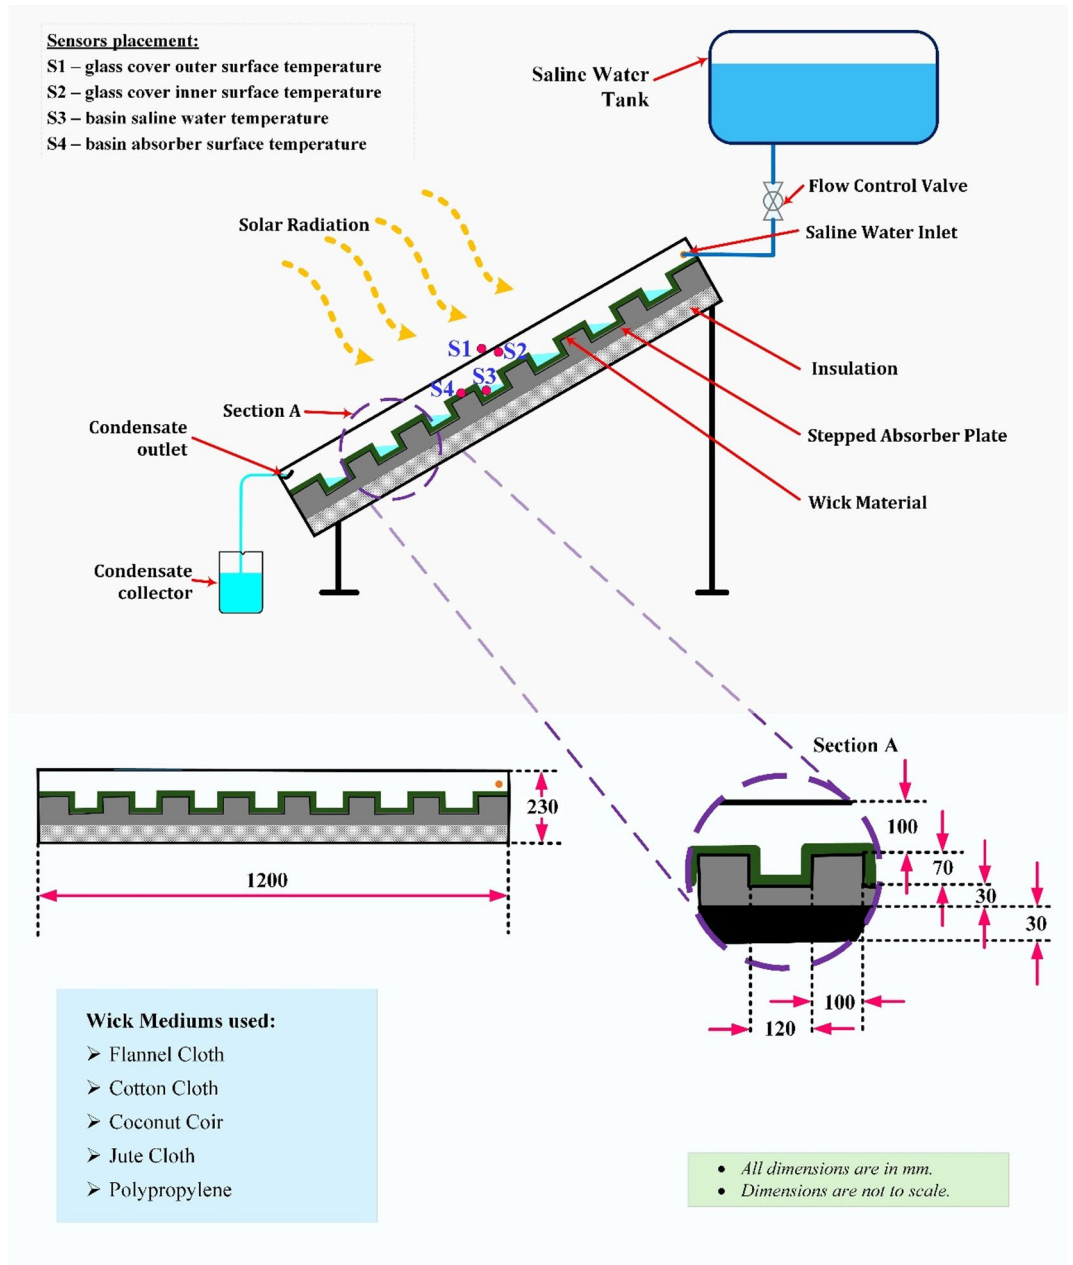 Sensors placement:
S1 – glass cover outer surface temperature
S2 – glass cover inner surface temperature
S3 – basin saline water temperature
S4 – basin absorber surface temperature
Saline Water
Tank
Flow Control Valve
Solar Radiation
Saline Water Inlet
S1
S2
S3
S4
Insulation
Section A
Condensate
outlet
Stepped Absorber Plate
Wick Material
Condensate
collector
Section A
230
1200
100
70
30
30
100
120
Wick Mediums used:
➢ Flannel Cloth
➢ Cotton Cloth
➢ Coconut Coir
➢ Jute Cloth
➢ Polypropylene
• All dimensions are in mm.
• Dimensions are not to scale.